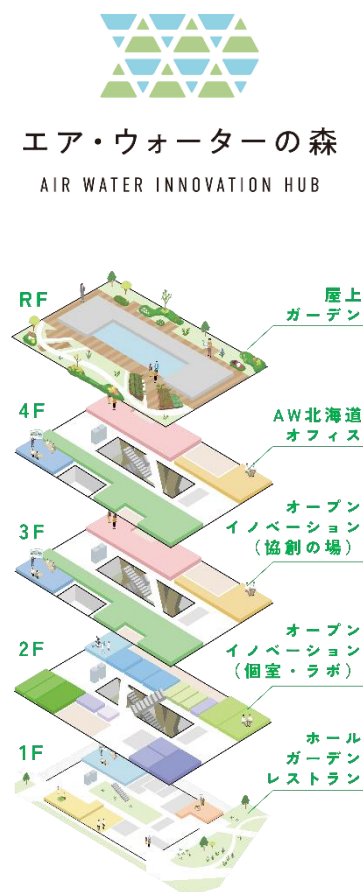 エア・ウォーターの森
AIR WATER INNOVATION HUB
RF
屋上
ガーデン
4F
AW北海道
オフィス
3F
オープン
イノベーション
（協創の場）
2F
オープン
イノベーション
（個室・ラボ）
1F
ホール
ガーデン
レストラン